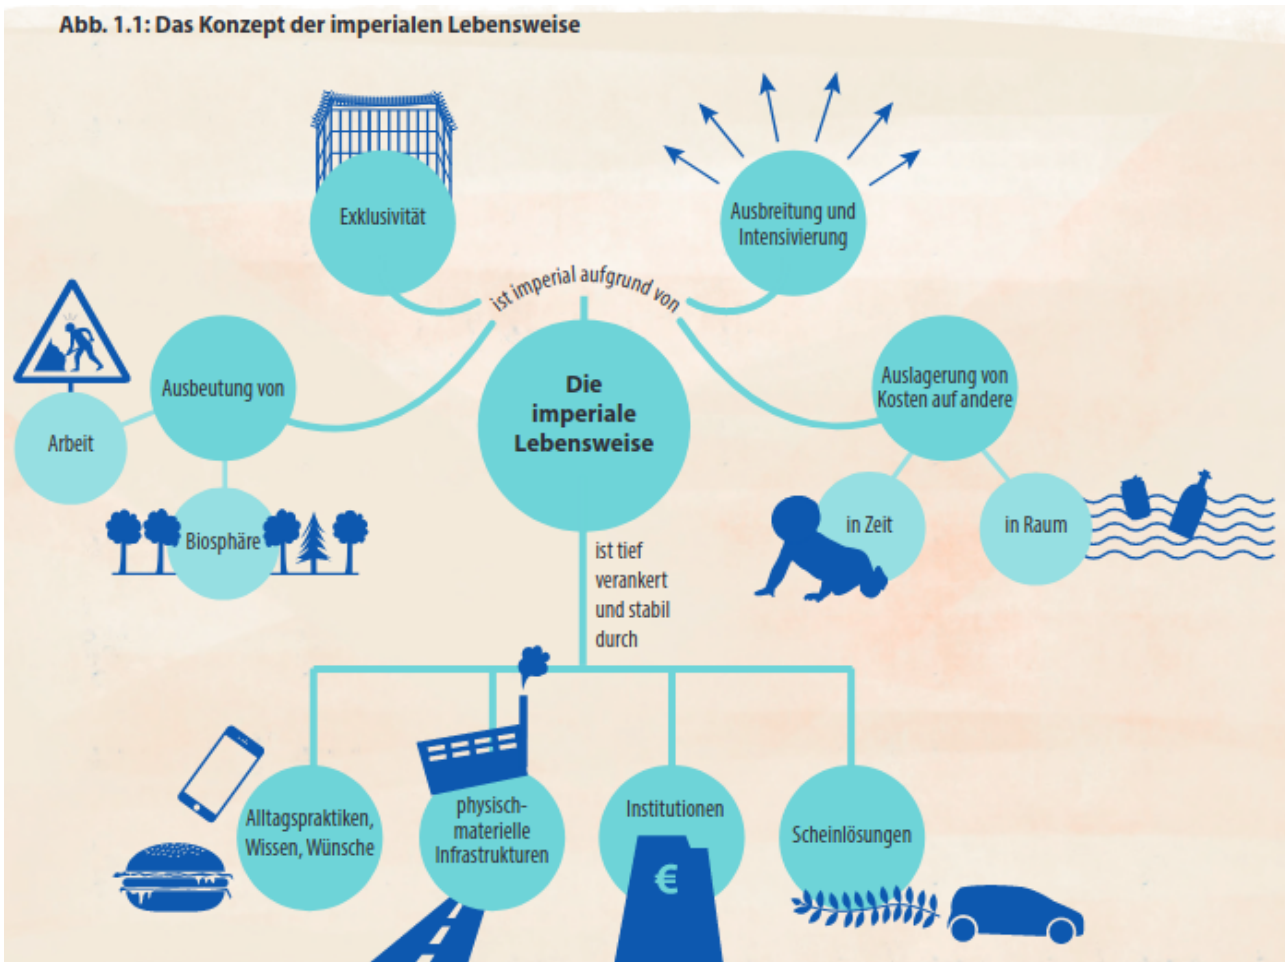 Abb. 1.1: Das Konzept der imperialen Lebensweise
Exklusivität
Ausbreitung und
Intensivierung
ist imperial aufgrund von
Ausbeutung von
Arbeit
Biosphäre
Die
imperiale
Lebensweise
Auslagerung von
Kosten auf andere
in Zeit
in Raum
ist tief
verankert
und stabil
durch
Alltagspraktiken,
Wissen, Wünsche
physisch-
materielle
Infrastrukturen
Institutionen
€
Scheinlösungen